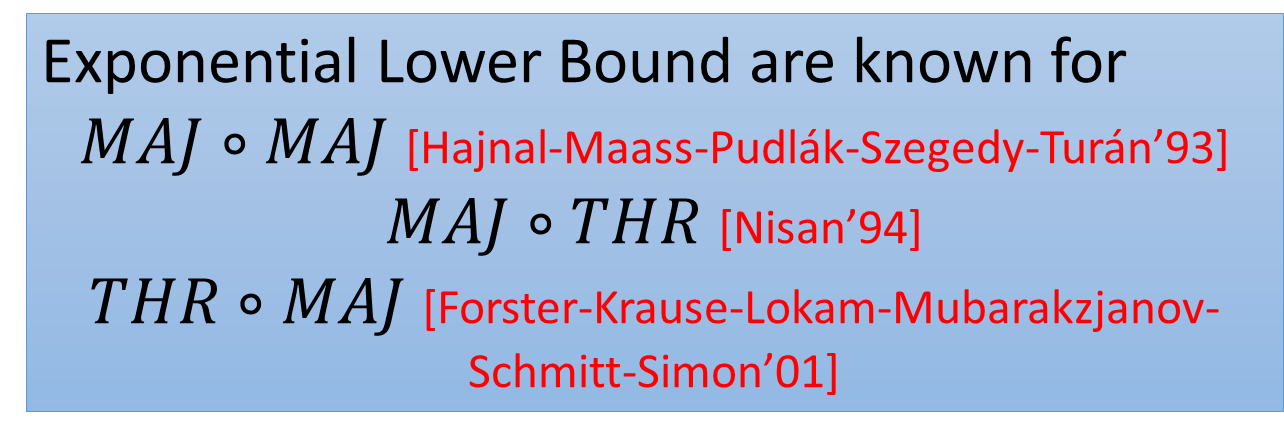 Exponential Lower Bound are known for
MAJ ∘ MAJ [Hajnal-Maass-Pudlák-Szegedy-Turán’93]
MAJ ∘ THR [Nisan’94]
THR ∘ MAJ [Forster-Krause-Lokam-Mubarakzjanov-
Schmitt-Simon’01]